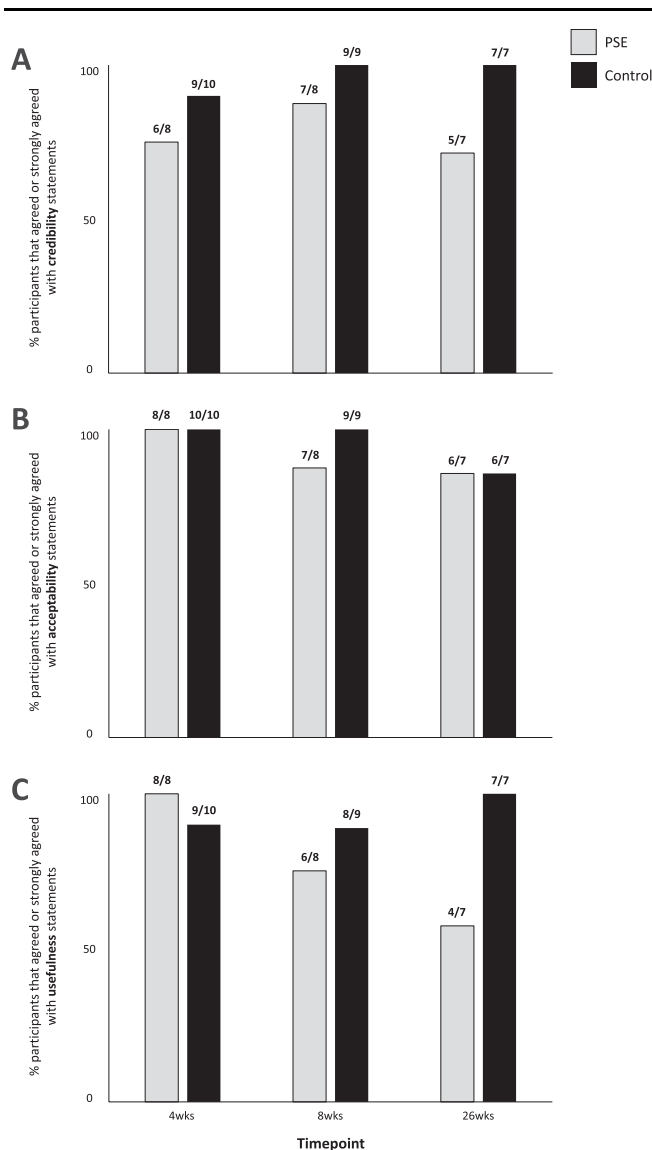 A
PSE
Control
% participants that agreed or strongly agreed
with credibility statements
100
50
0
6/8
9/10
7/8
9/9
5/7
7/7
B
% participants that agreed or strongly agreed
with acceptability statements
100
50
0
8/8
10/10
7/8
9/9
6/7
6/7
C
% participants that agreed or strongly agreed
with usefulness statements
100
50
0
8/8
9/10
6/8
8/9
4/7
7/7
4wks
8wks
26wks
Timepoint